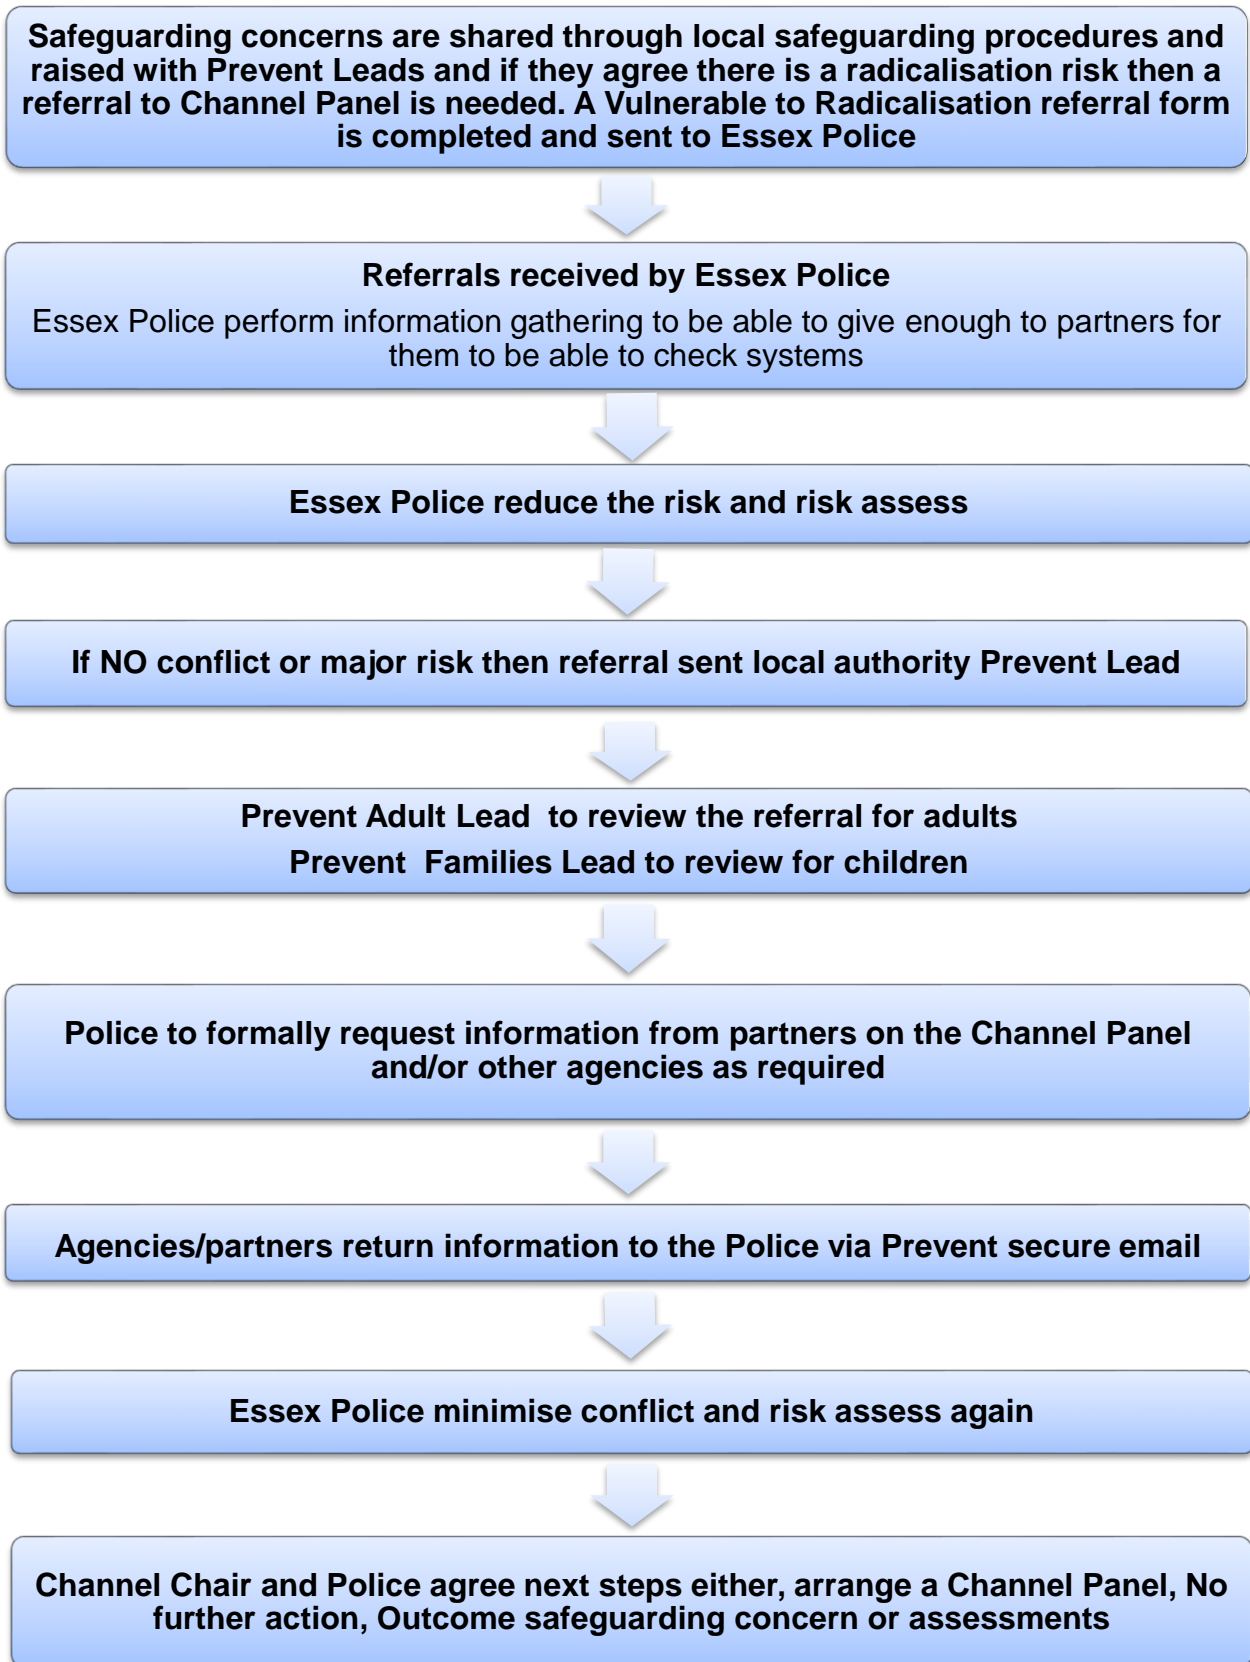 Safeguarding concerns are shared through local safeguarding procedures and
raised with Prevent Leads and if they agree there is a radicalisation risk then a
referral to Channel Panel is needed. A Vulnerable to Radicalisation referral form
is completed and sent to Essex Police
Referrals received by Essex Police
Essex Police perform information gathering to be able to give enough to partners for
them to be able to check systems
Essex Police reduce the risk and risk assess
If NO conflict or major risk then referral sent local authority Prevent Lead
Prevent Adult Lead  to review the referral for adults
Prevent  Families Lead to review for children
Police to formally request information from partners on the Channel Panel
and/or other agencies as required
Agencies/partners return information to the Police via Prevent secure email
Essex Police minimise conflict and risk assess again
Channel Chair and Police agree next steps either, arrange a Channel Panel, No
further action, Outcome safeguarding concern or assessments